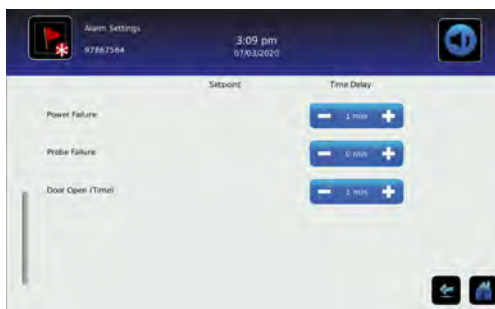 Alarm Settings
97867564
3:09 pm
07/03/2020
Setpoint Time Delay
Power Failure 1 min
Probe Failure 0 min
Door Open (Time) 3 min